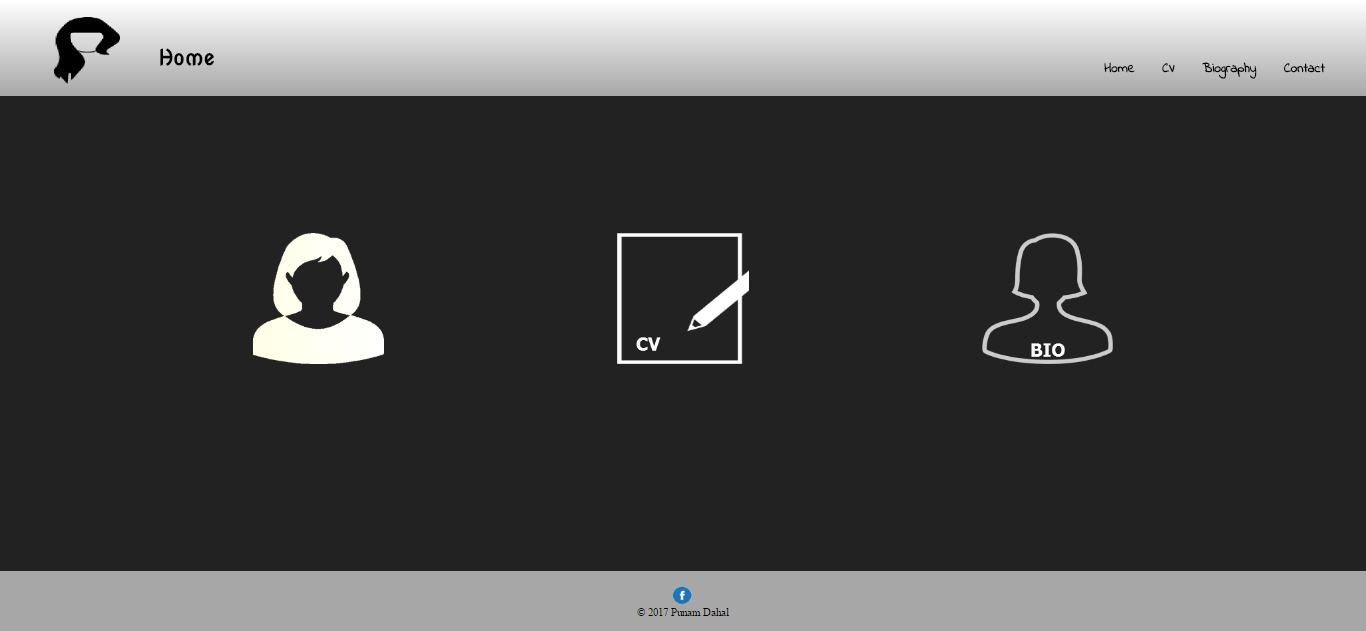 Home
Home Cv Biography Contact
CV
BIO
f
© 2017 Punam Dahal